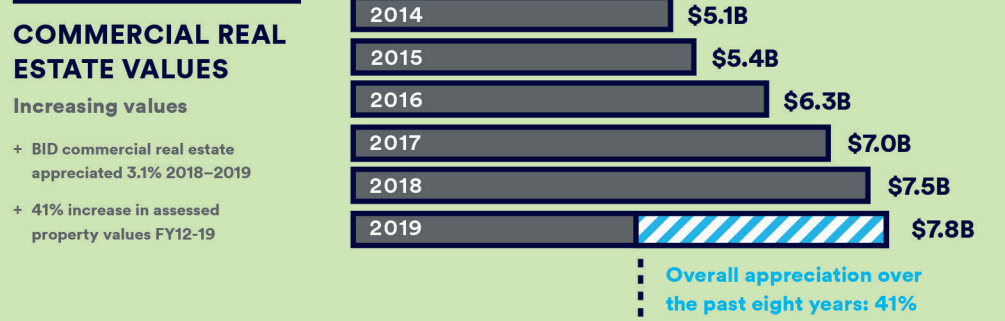 COMMERCIAL REAL
ESTATE VALUES
Increasing values
+ BID commercial real estate
appreciated 3.1% 2018–2019
+ 41% increase in assessed
property values FY12-19
2014 $5.1B
2015 $5.4B
2016 $6.3B
2017 $7.0B
2018 $7.5B
2019 $7.8B
Overall appreciation over
the past eight years: 41%